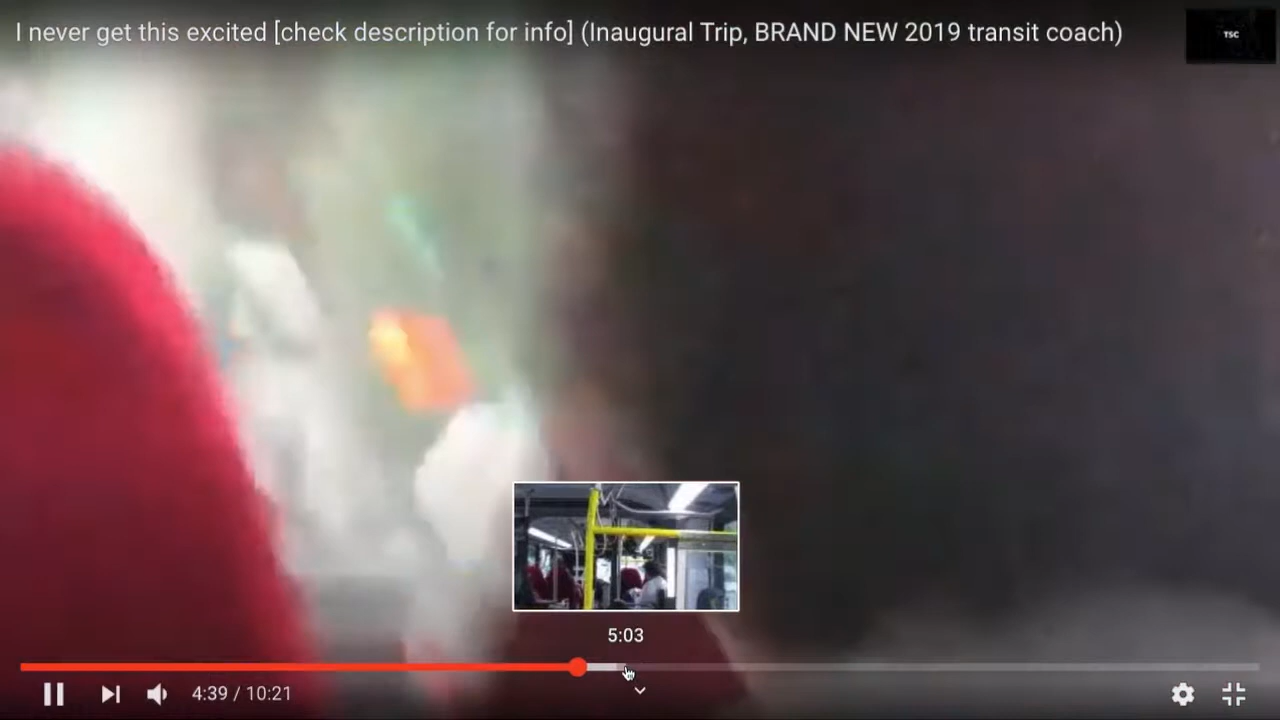 I never get this excited [check description for info] (Inaugural Trip, BRAND NEW 2019 transit coach)
TSC
5:03
4:39 / 10:21